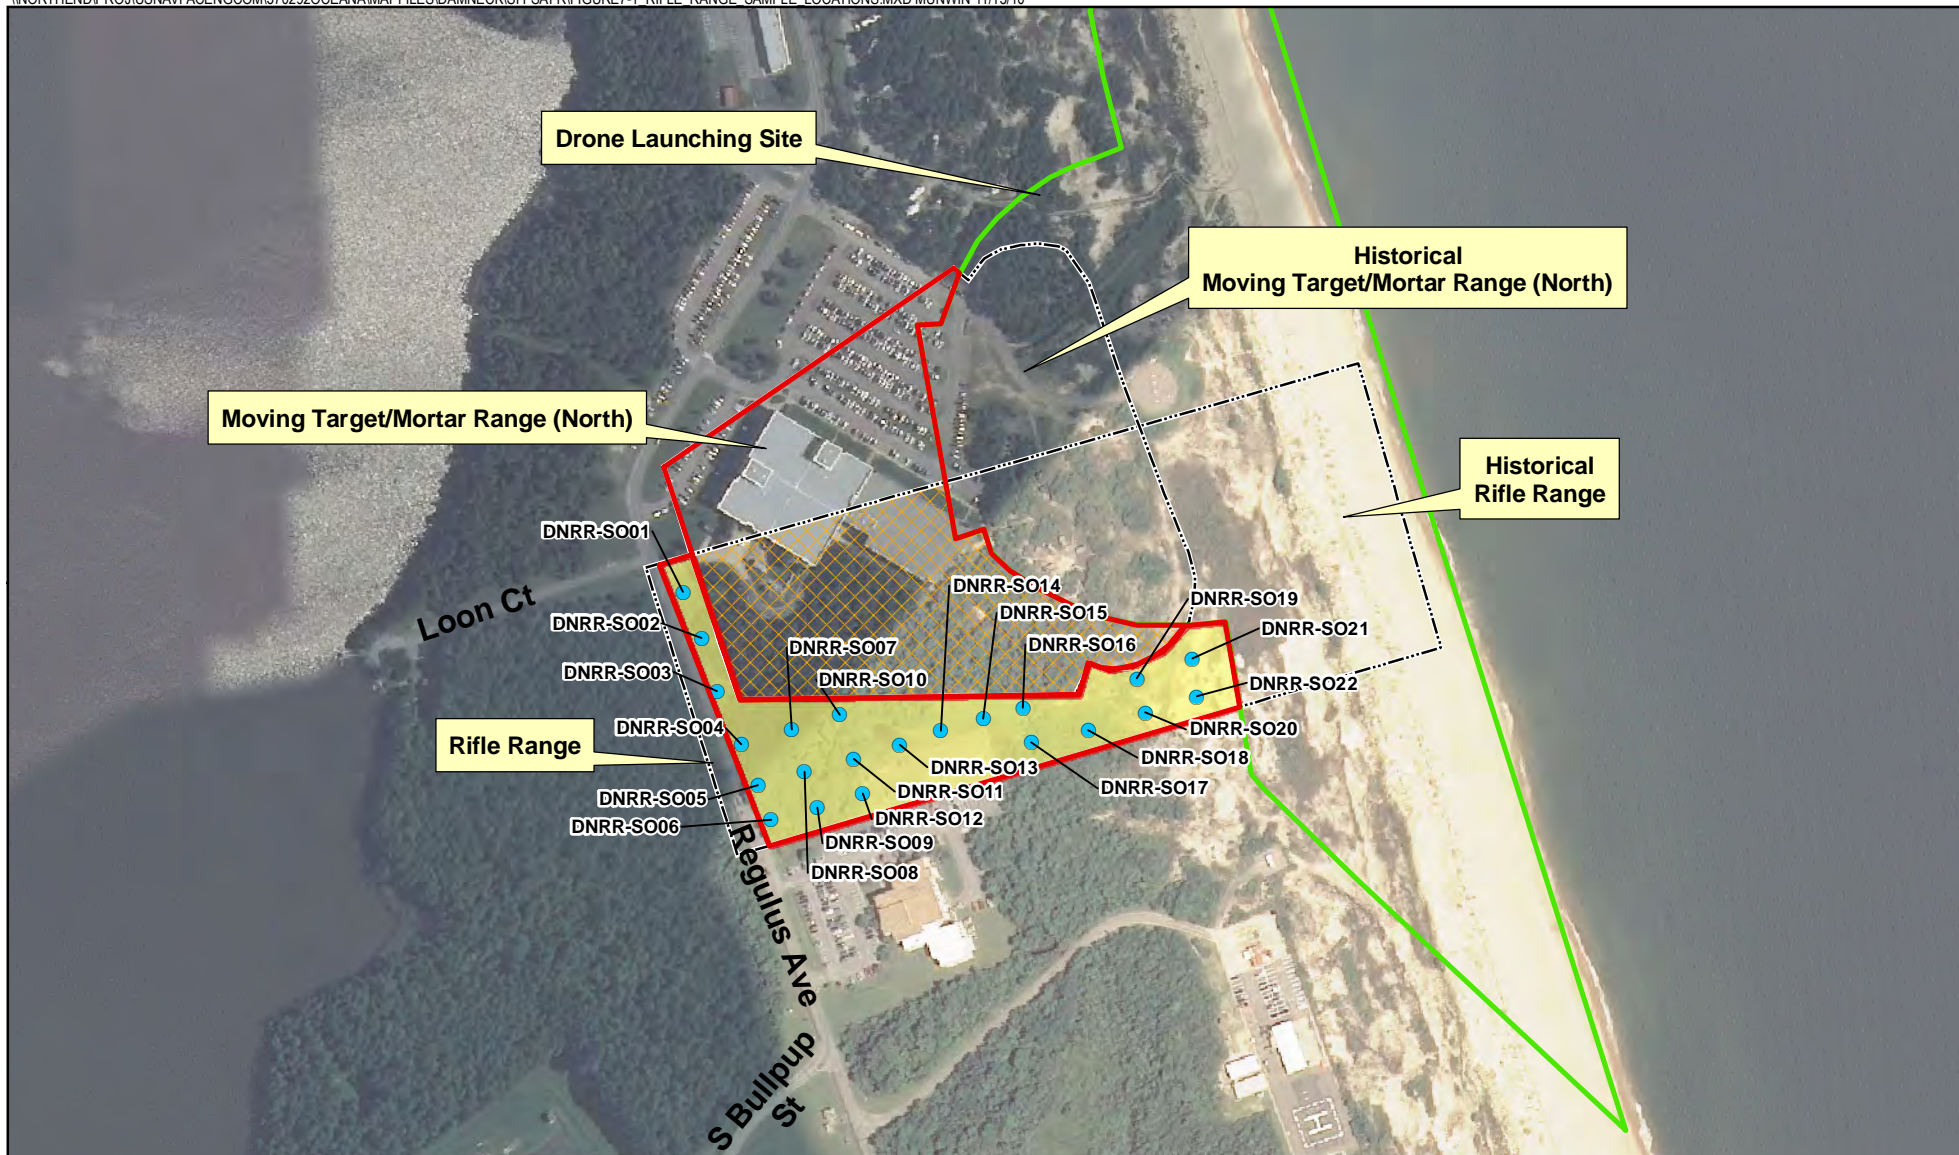 Drone Launching Site
Historical
Moving Target/Mortar Range (North)
Moving Target/Mortar Range (North)
Historical
Rifle Range
DNRR-SO01
DNRR-SO14
DNRR-SO19
Loon Ct
DNRR-SO02
DNRR-SO15
DNRR-SO21
DNRR-SO07
DNRR-SO16
DNRR-SO03
DNRR-SO10
DNRR-SO22
DNRR-SO04
DNRR-SO20
Rifle Range
DNRR-SO13
DNRR-SO18
DNRR-SO05
DNRR-SO11
DNRR-SO17
DNRR-SO06
DNRR-SO12
DNRR-SO09
DNRR-SO08
Regulus Ave
S Bullpup
St
H